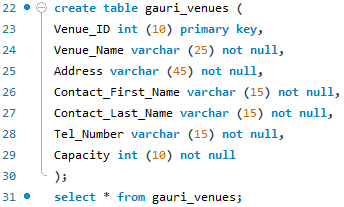 22 create table gauri_venues (
23 Venue_ID int (10) primary key,
24 Venue_Name varchar (25) not null,
25 Address varchar (45) not null,
26 Contact_First_Name varchar (15) not null,
27 Contact_Last_Name varchar (15) not null,
28 Tel_Number varchar (15) not null,
29 Capacity int (10) not null
30 );
31 select * from gauri_venues;